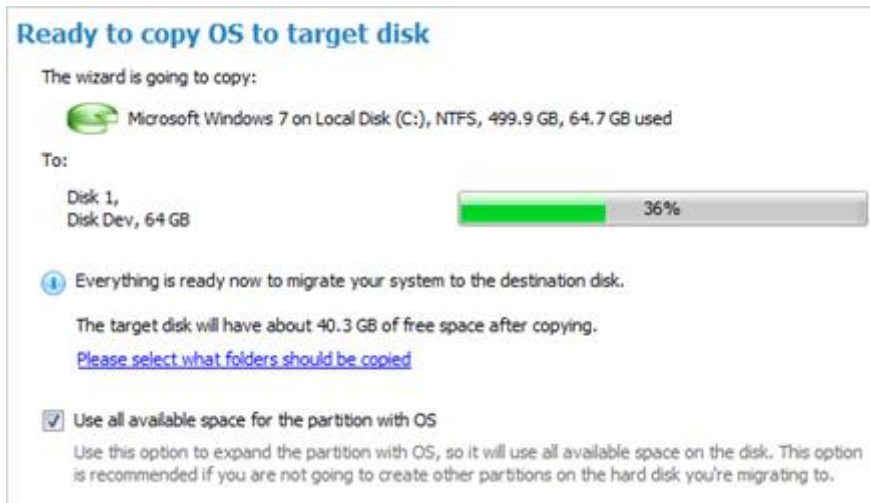 Ready to copy OS to target disk
The wizard is going to copy:
Microsoft Windows 7 on Local Disk (C:), NTFS, 499.9 GB, 64.7 GB used
To:
Disk 1,
Disk Dev, 64 GB
36%
Everything is ready now to migrate your system to the destination disk.
The target disk will have about 40.3 GB of free space after copying.
Please select what folders should be copied
Use all available space for the partition with OS
Use this option to expand the partition with OS, so it will use all available space on the disk. This option
is recommended if you are not going to create other partitions on the hard disk you're migrating to.